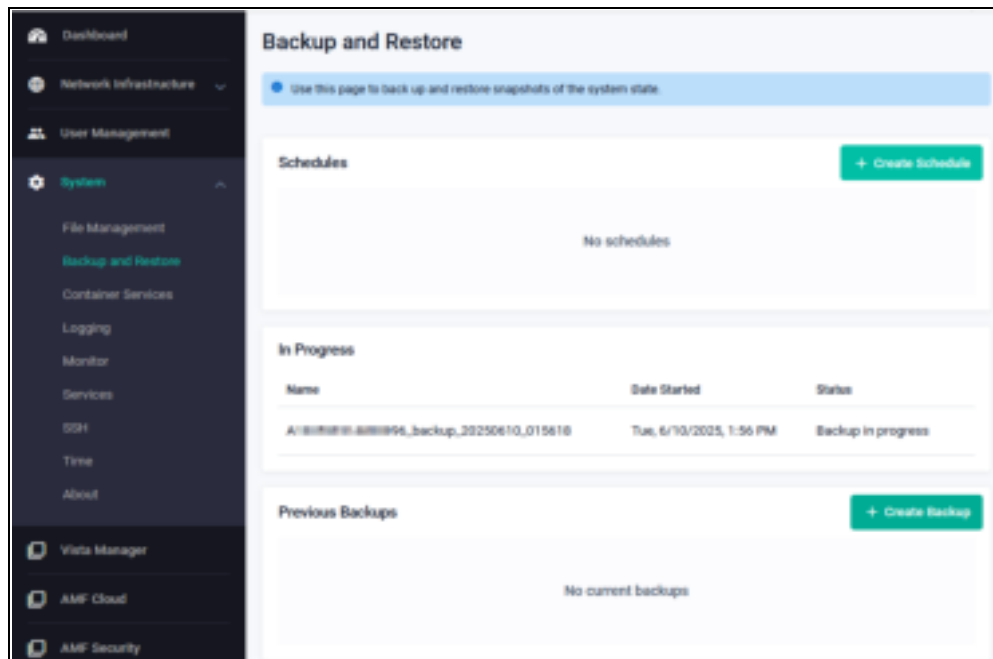 Dashboard
Network Infrastructure
User Management
System
File Management
Backup and Restore
Container Services
Logging
Monitor
Services
SSH
Time
About
Vista Manager
AMF Cloud
AMF Security
Backup and Restore
Use this page to back up and restore snapshots of the system state.
Schedules
+ Create Schedule
No schedules
In Progress
Name Date Started Status
96_backup_20250610_015618 Tue, 6/10/2025, 1:56 PM Backup in progress
Previous Backups
+ Create Backup
No current backups